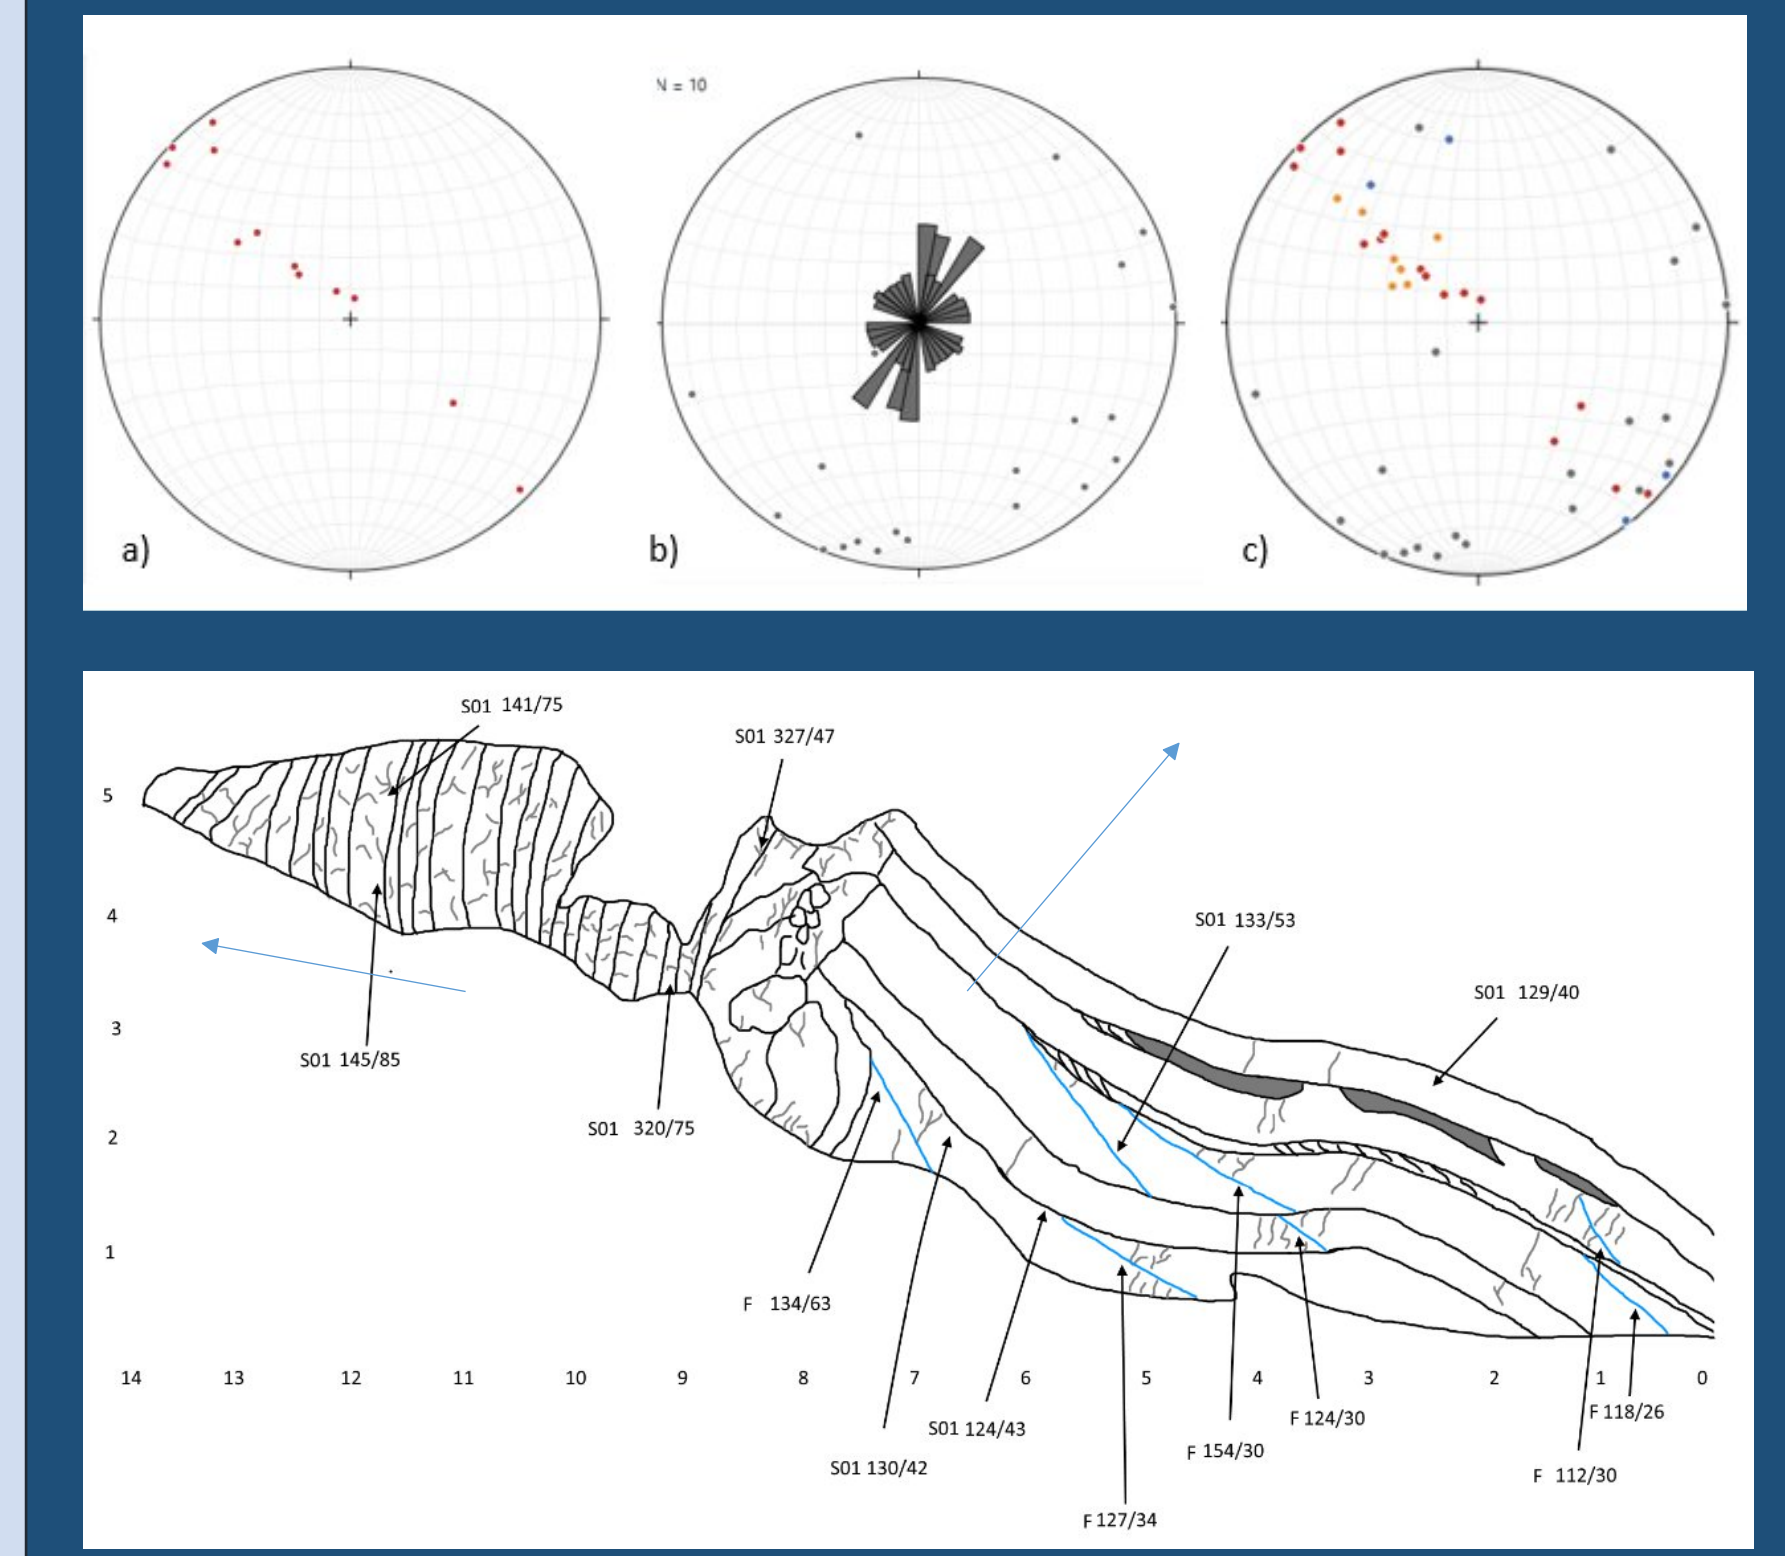 N = 10
a)
b)
c)
S01 141/75
S01 327/47
5
S01 133/53
4
S01 129/40
3
S01 145/85
S01 320/75
2
1
F 134/63
14 13 12 11 10 9 8 7 6 5 4 3 2 1 0
F 118/26
F 124/30
S01 124/43
F 154/30
S01 130/42
F 112/30
F 127/34